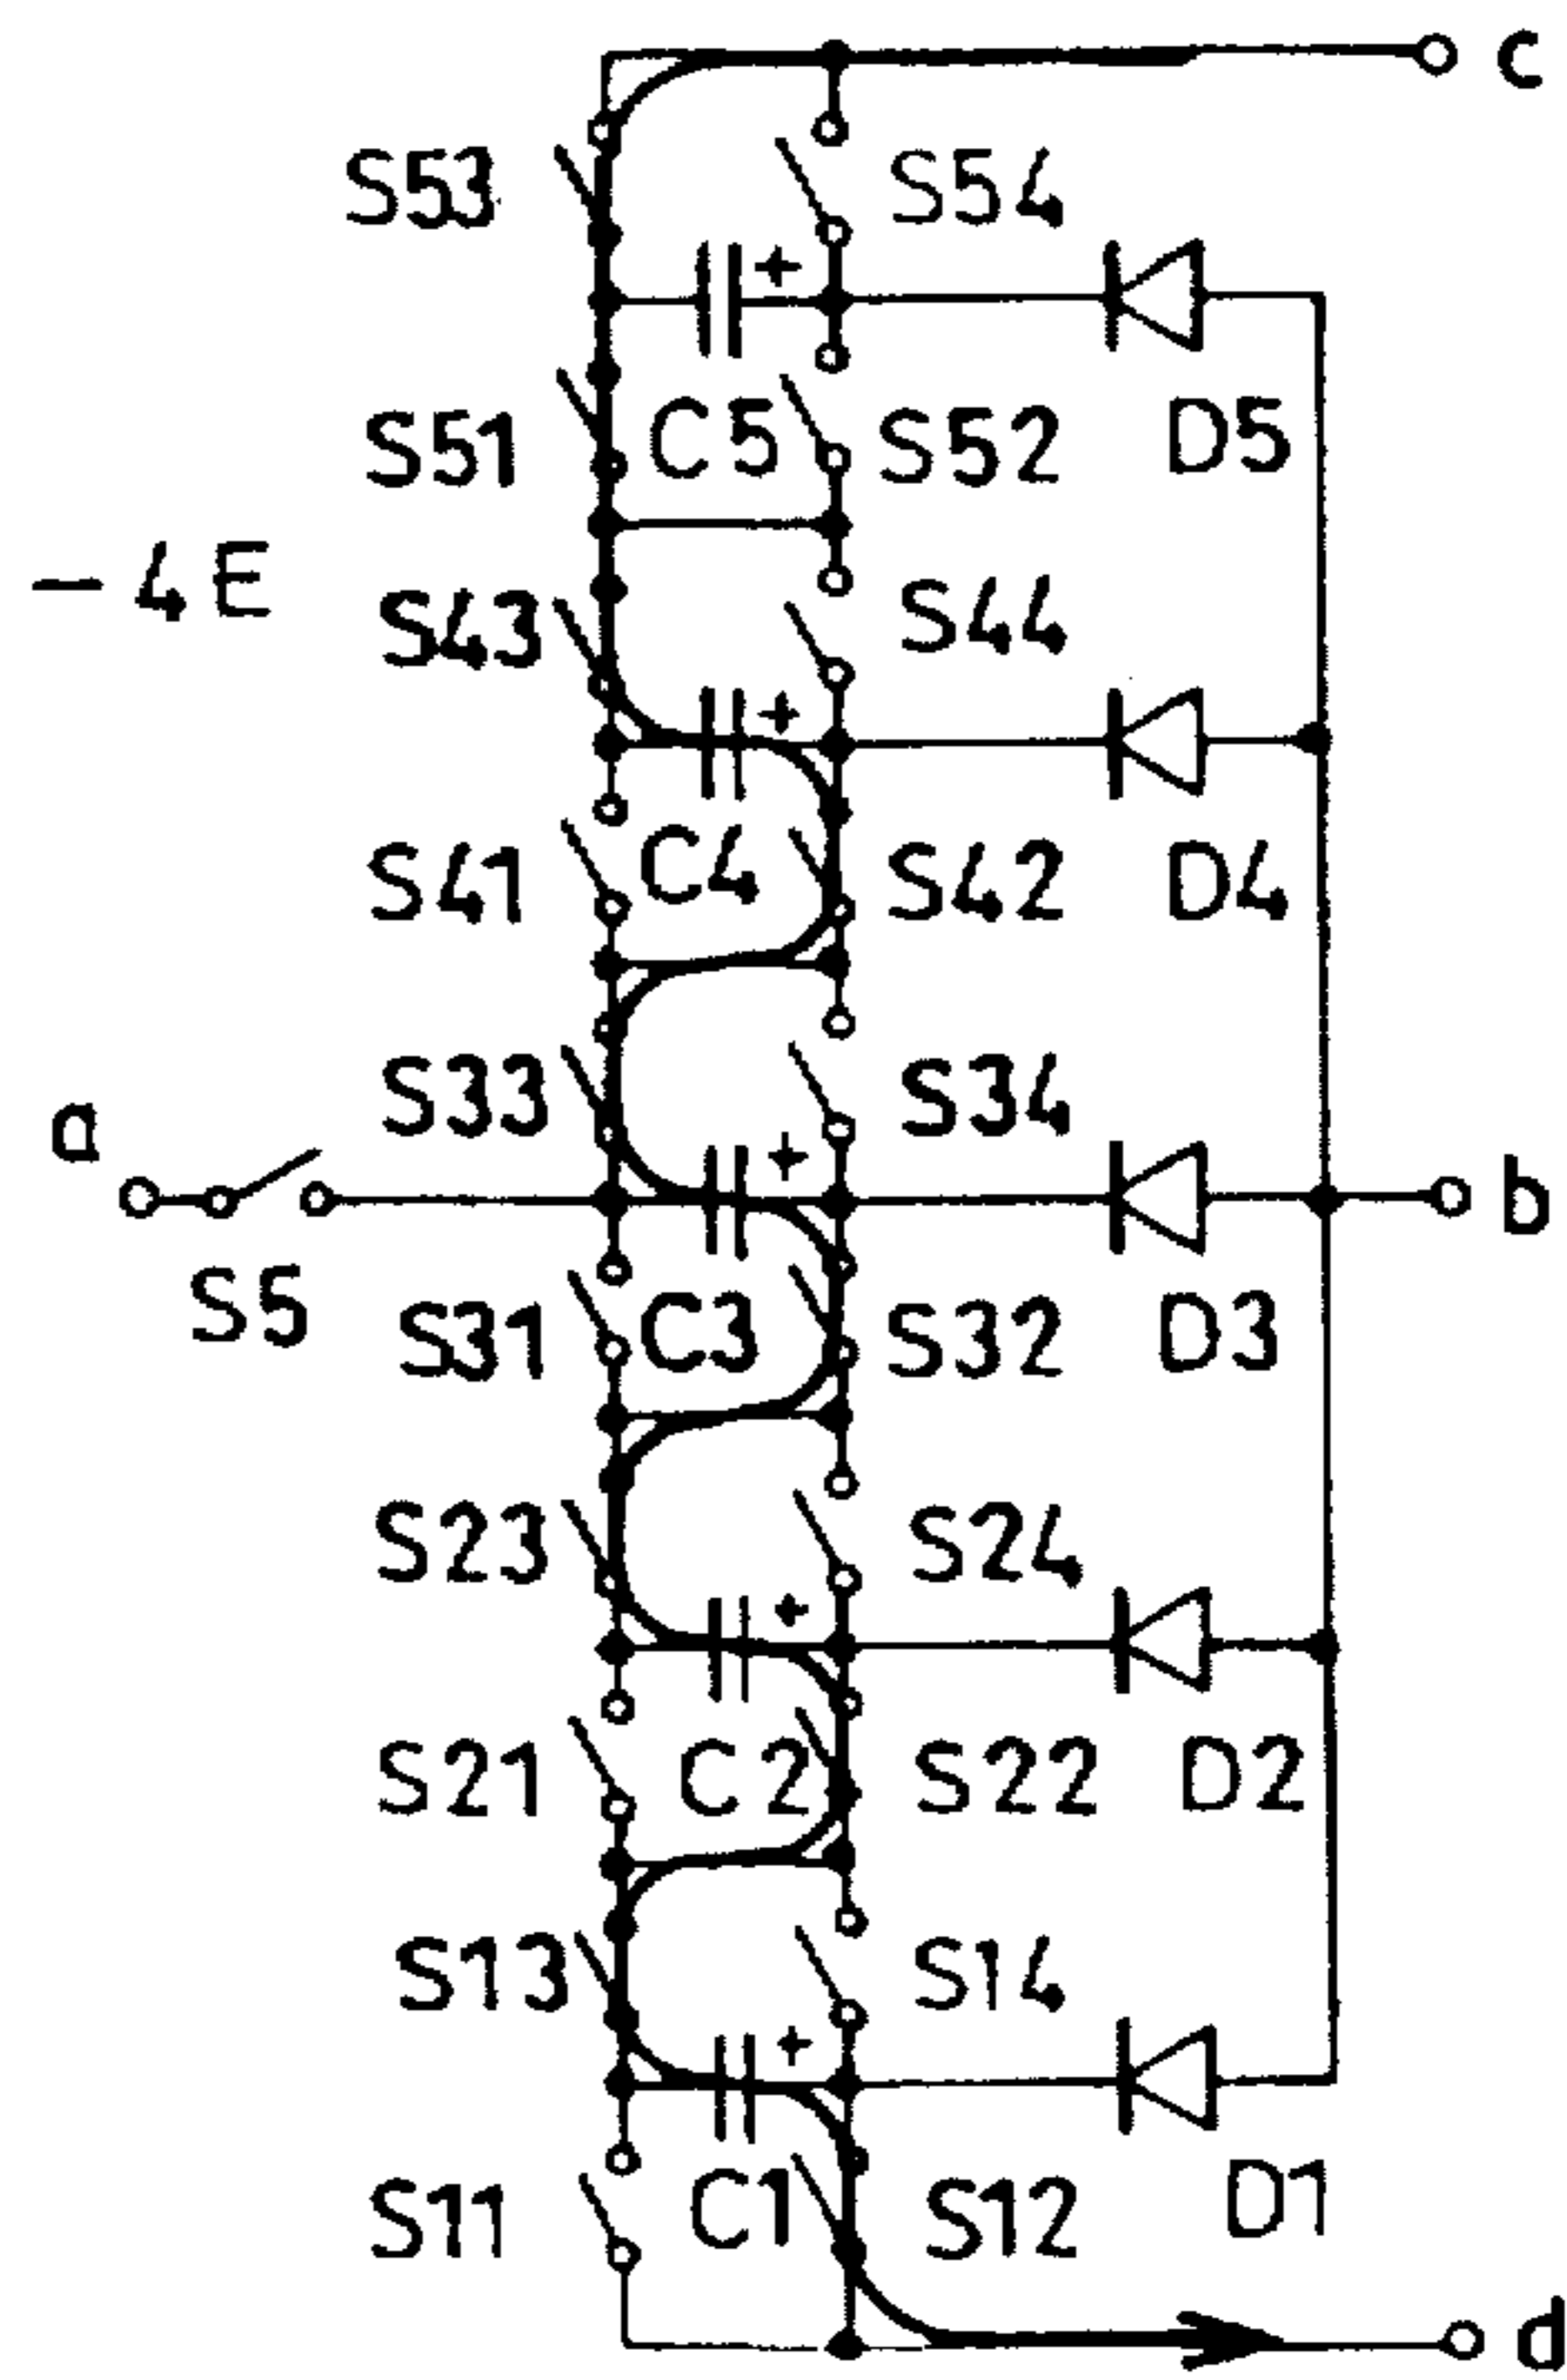 c
S53 S54
+
S51 C5 S52 D5
-4E
S43 S44
+
S41 C4 S42 D4
S33 S34
a
+
b
S5
S31 C3 S32 D3
S23 S24
+
S21 C2 S22 D2
S13 S14
+
S11 C1 S12 D1
d